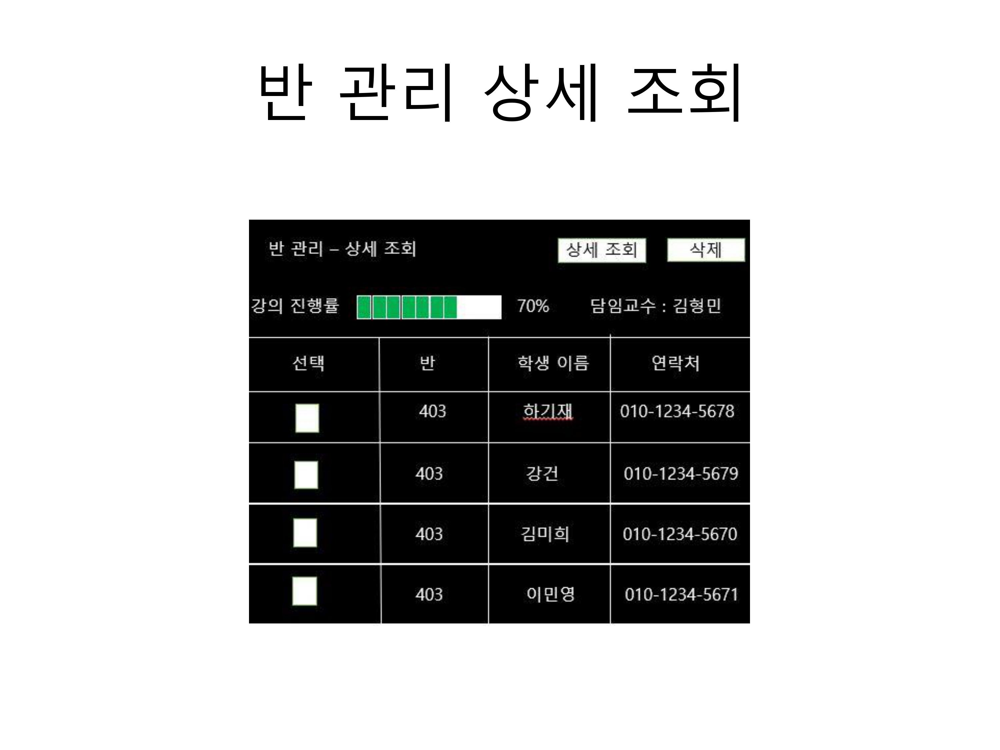 반 관리 상세 조회
반 관리 – 상세 조회 상세 조회 삭제
강의 진행률 70% 담임교수 : 김형민
선택 반 학생 이름 연락처
403 하기재 010-1234-5678
403 강건 010-1234-5679
403 김미희 010-1234-5670
403 이민영 010-1234-5671